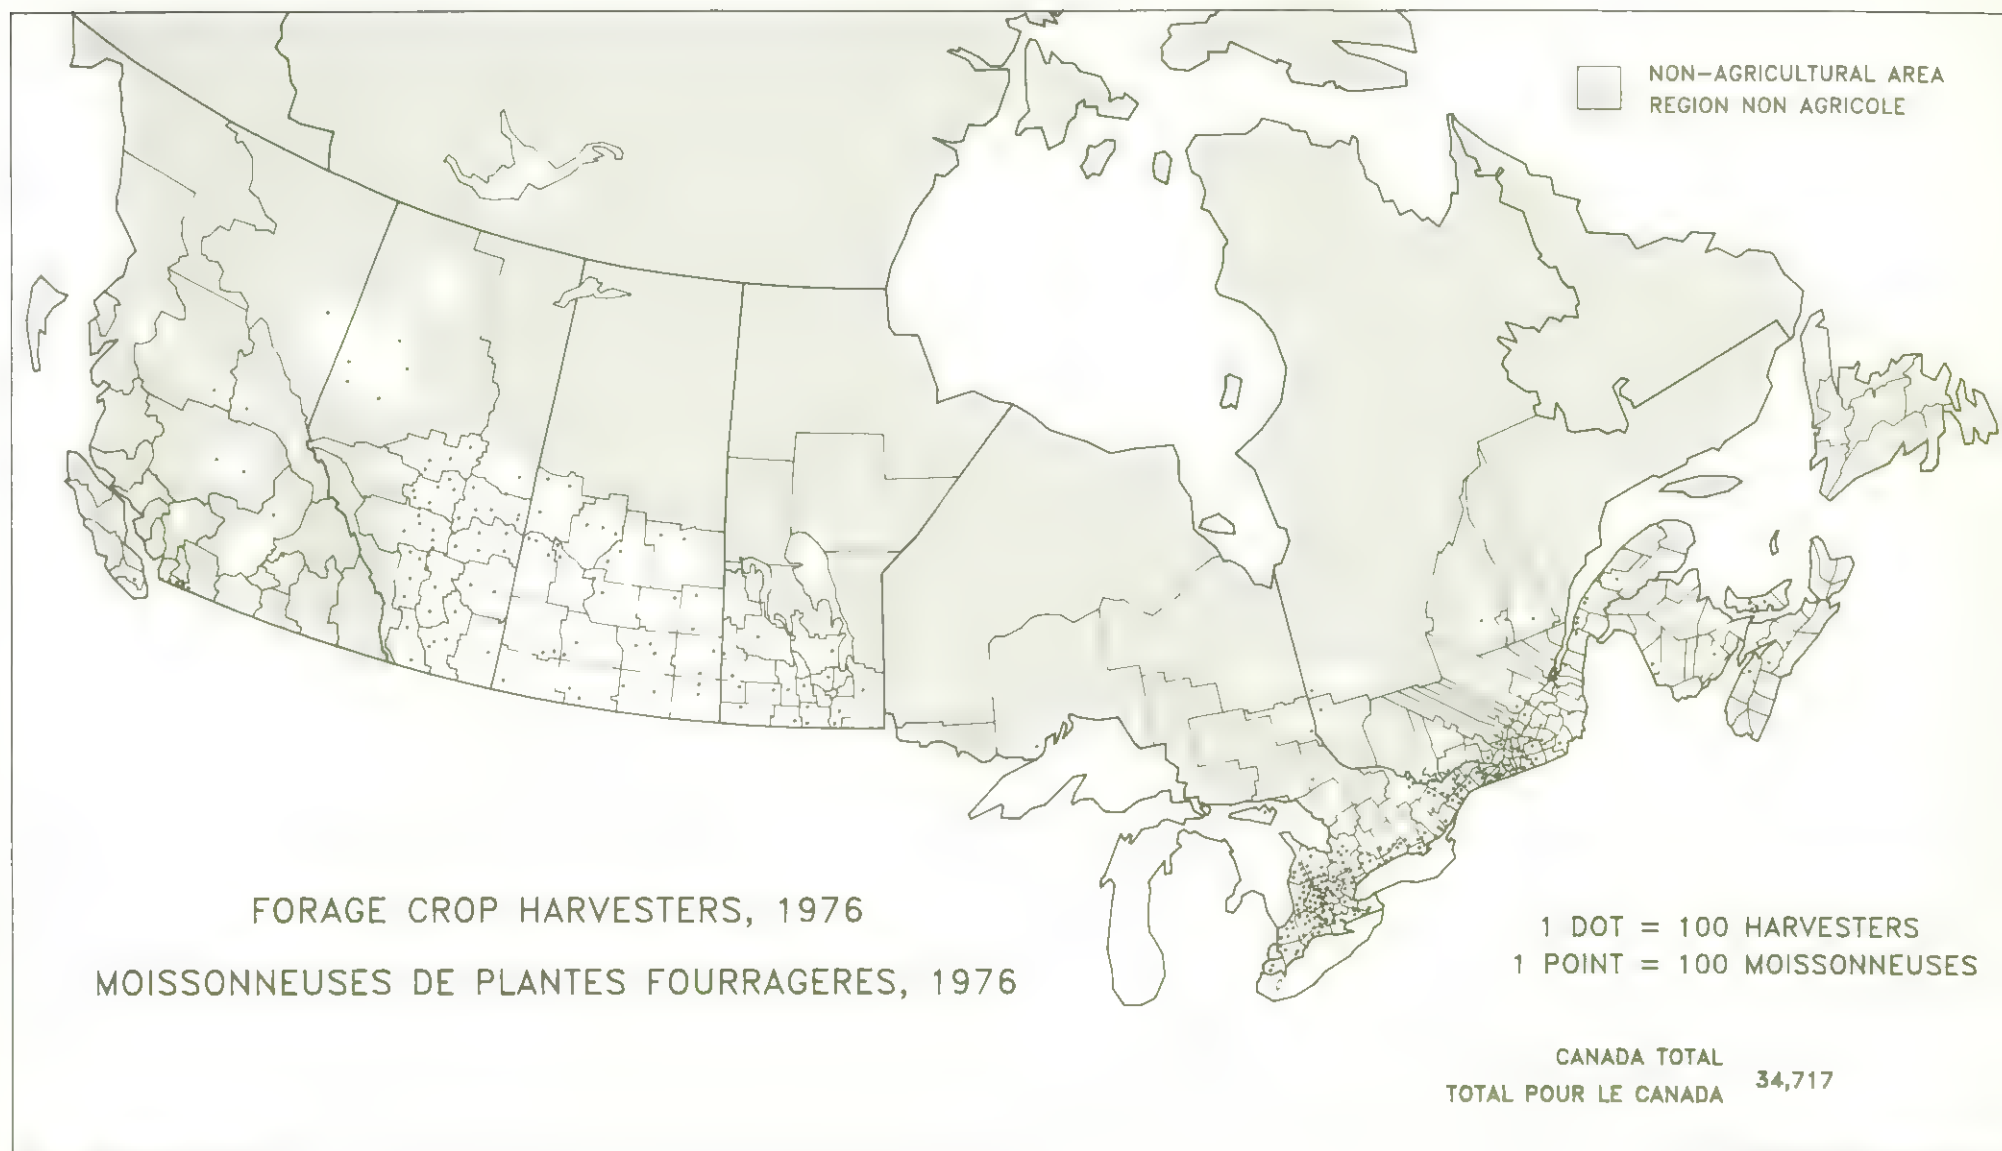 NON-AGRICULTURAL AREA
REGION NON AGRICOLE
FORAGE CROP HARVESTERS, 1976
MOISSONNEUSES DE PLANTES FOURRAGERES, 1976
1 DOT = 100 HARVESTERS
1 POINT = 100 MOISSONNEUSES
CANADA TOTAL
TOTAL POUR LE CANADA 34,717